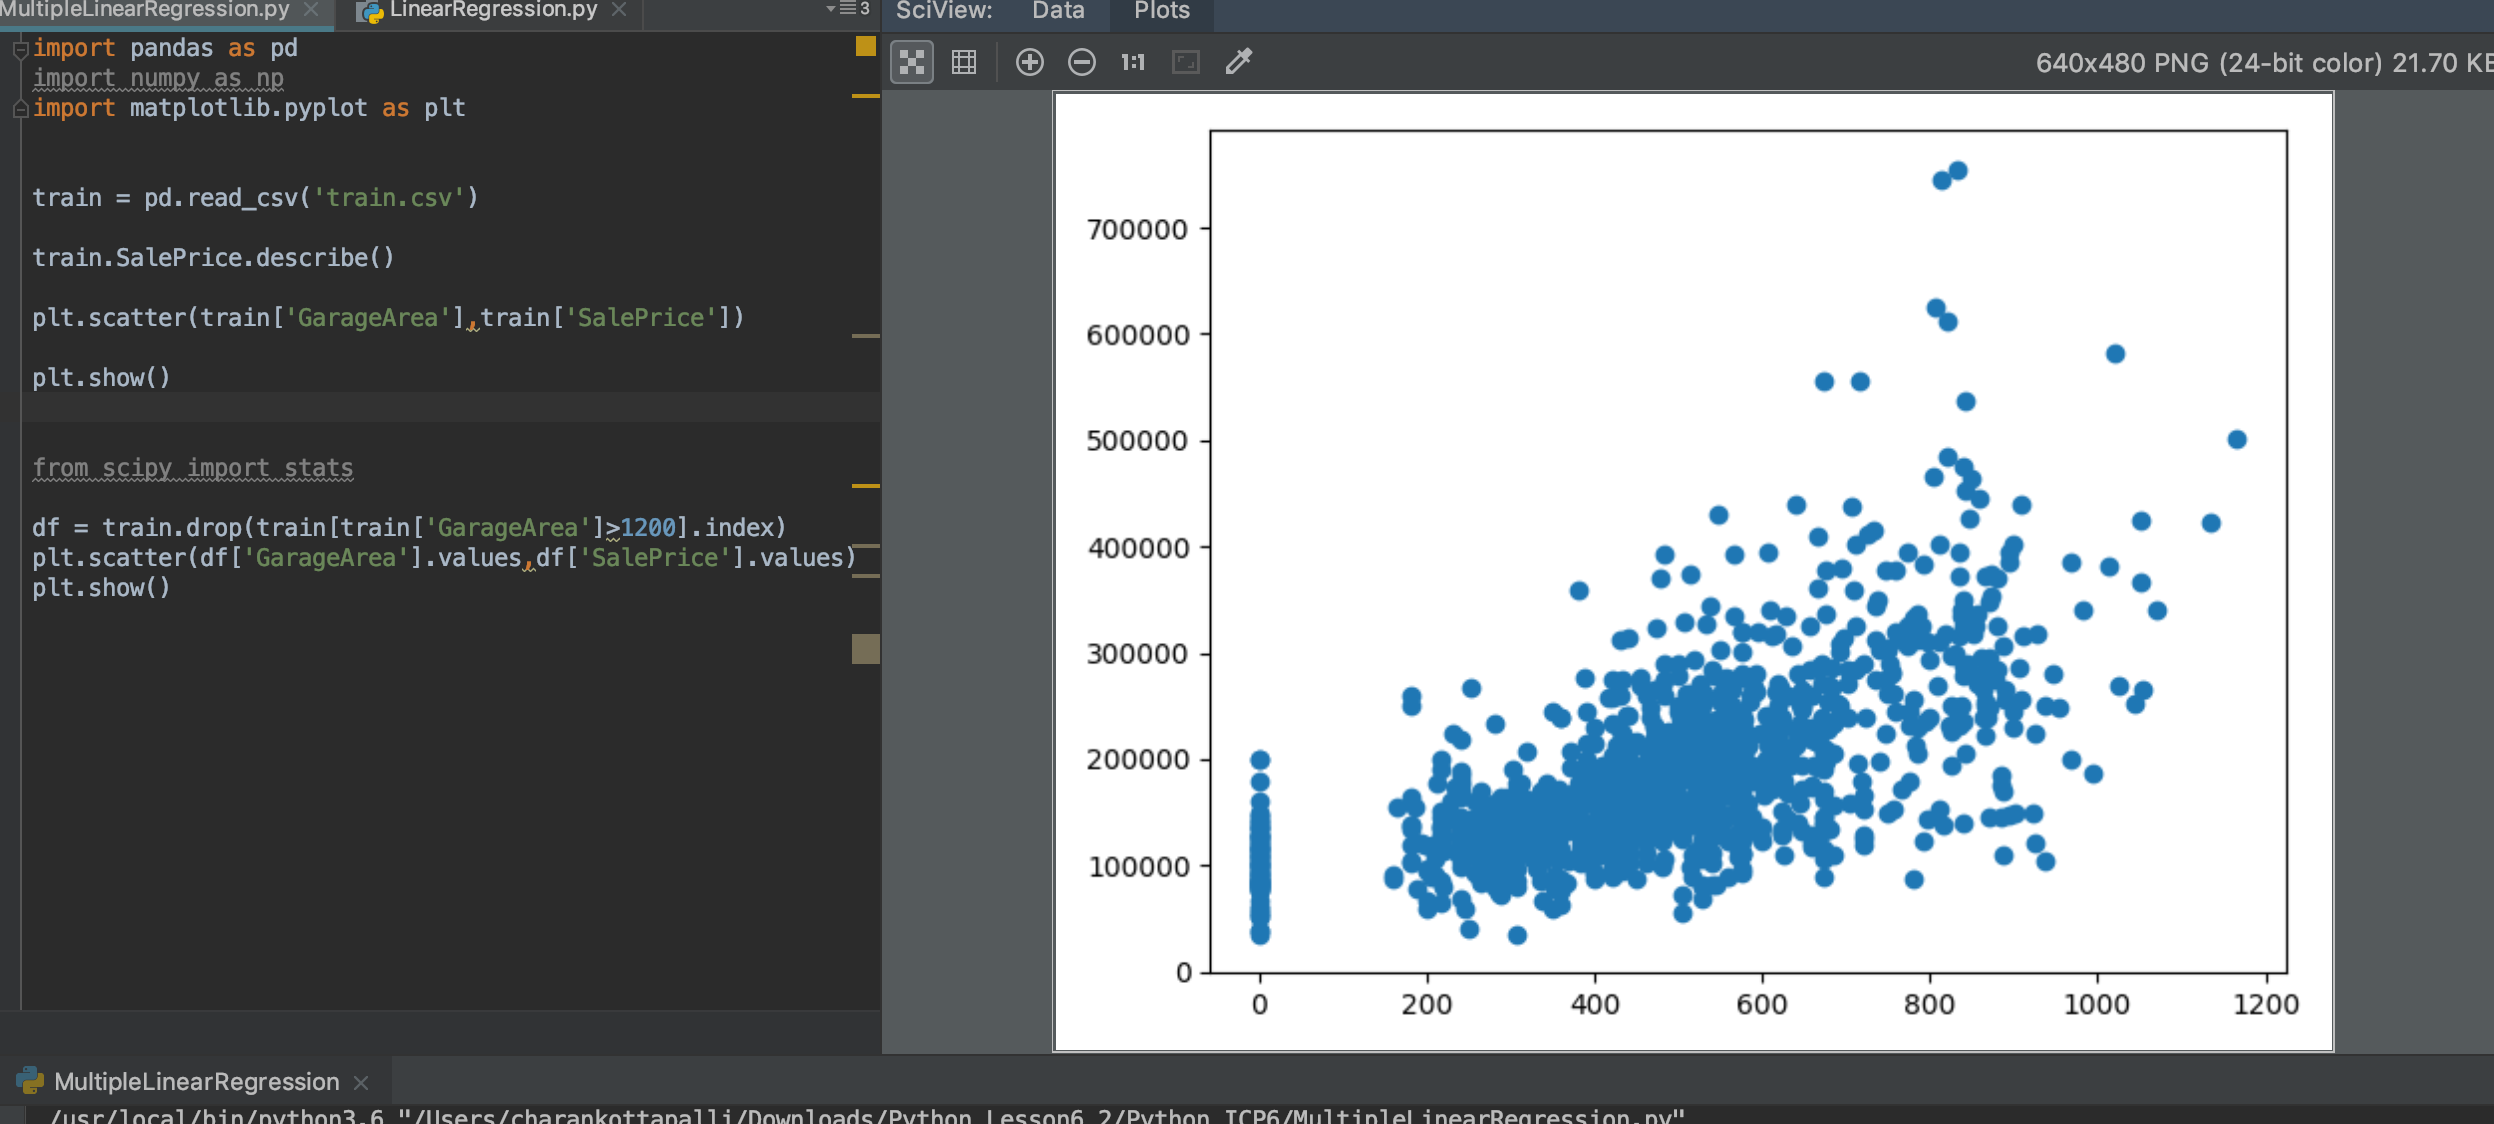 MultipleLinearRegression.py
LinearRegression.py
3
import pandas as pd
import numpy as np
import matplotlib.pyplot as plt
train = pd.read_csv('train.csv')
train.SalePrice.describe()
plt.scatter(train['GarageArea'],train['SalePrice'])
plt.show()
from scipy import stats
df = train.drop(train[train['GarageArea']>1200].index)
plt.scatter(df['GarageArea'].values,df['SalePrice'].values)
plt.show()
SciView: Data Plots
1:1
640x480 PNG (24-bit color) 21.70 KB
700000
600000
500000
400000
300000
200000
100000
0
0 200 400 600 800 1000 1200
MultipleLinearRegression
/usr/local/bin/python3.6 "/Users/charankottapalli/Downloads/Python_Lesson6 2/Python_ICP6/MultipleLinearRegression.py"